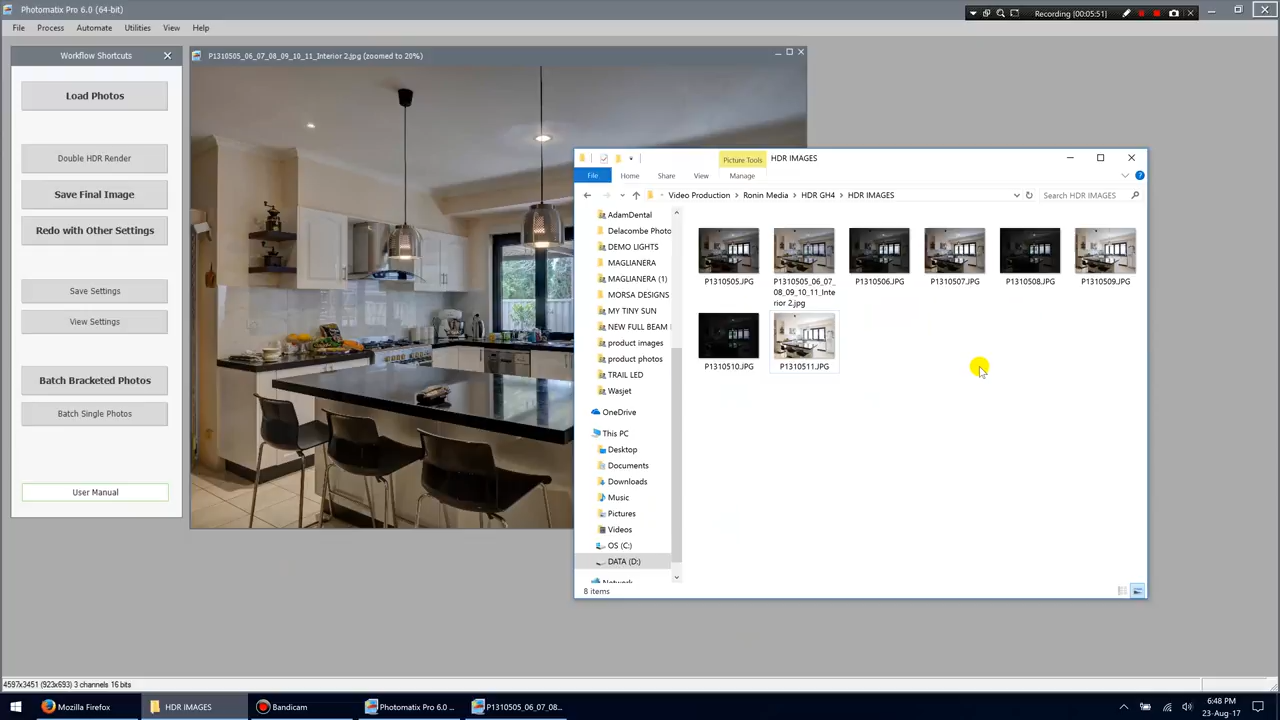 Photomatix Pro 6.0 (64-bit)
Recording [00:05:51]
File Process Automate Utilities View Help
Workflow Shortcuts
P1310505_06_07_08_09_10_11_Interior 2.jpg (zoomed to 20%)
Load Photos
Double HDR Render
Save Final Image
Redo with Other Settings
Save Settings
View Settings
Batch Bracketed Photos
Batch Single Photos
User Manual
Picture Tools HDR IMAGES
File Home Share View Manage
Video Production Ronin Media HDR GH4 HDR IMAGES
Search HDR IMAGES
AdamDental
Delacombe Photo
DEMO LIGHTS
MAGLIANERA
MAGLIANERA (1)
MORSA DESIGNS
MY TINY SUN
NEW FULL BEAM
product images
product photos
TRAIL LED
Wasjet
OneDrive
This PC
Desktop
Documents
Downloads
Music
Pictures
Videos
OS (C:)
DATA (D:)
Network
P1310505.JPG
P1310505_06_07_
08_09_10_11_Inte
rior 2.jpg
P1310506.JPG
P1310507.JPG
P1310508.JPG
P1310509.JPG
P1310510.JPG
P1310511.JPG
8 items
4597x3451 (923x693) 3 channels 16 bits
Mozilla Firefox
HDR IMAGES
Bandicam
Photomatix Pro 6.0 ...
P1310505_06_07_08...
6:48 PM
23-Aug-17